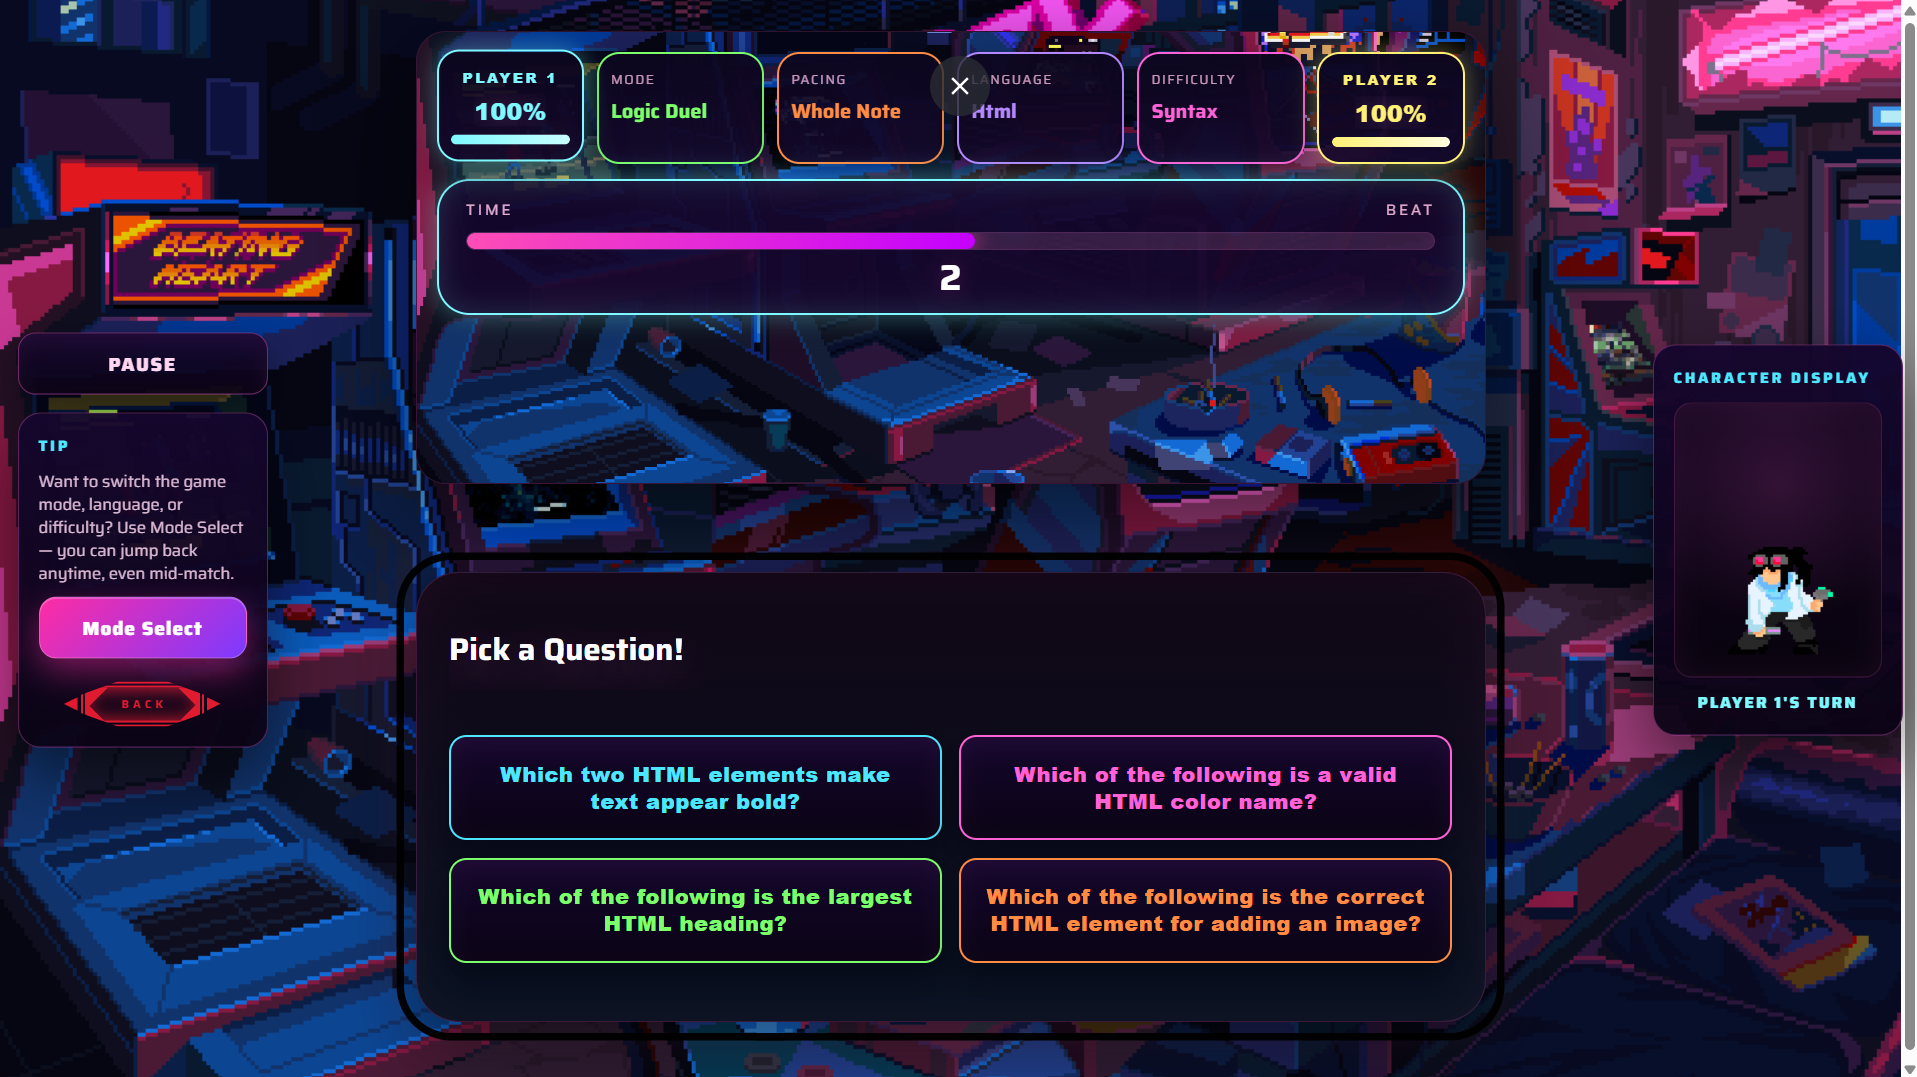 PLAYER 1
100%
MODE
Logic Duel
PACING
Whole Note
LANGUAGE
Html
DIFFICULTY
Syntax
PLAYER 2
100%
TIME
BEAT
2
PAUSE
TIP
Want to switch the game
mode, language, or
difficulty? Use Mode Select
— you can jump back
anytime, even mid-match.
Mode Select
BACK
CHARACTER DISPLAY
PLAYER 1'S TURN
Pick a Question!
Which two HTML elements make
text appear bold?
Which of the following is a valid
HTML color name?
Which of the following is the largest
HTML heading?
Which of the following is the correct
HTML element for adding an image?